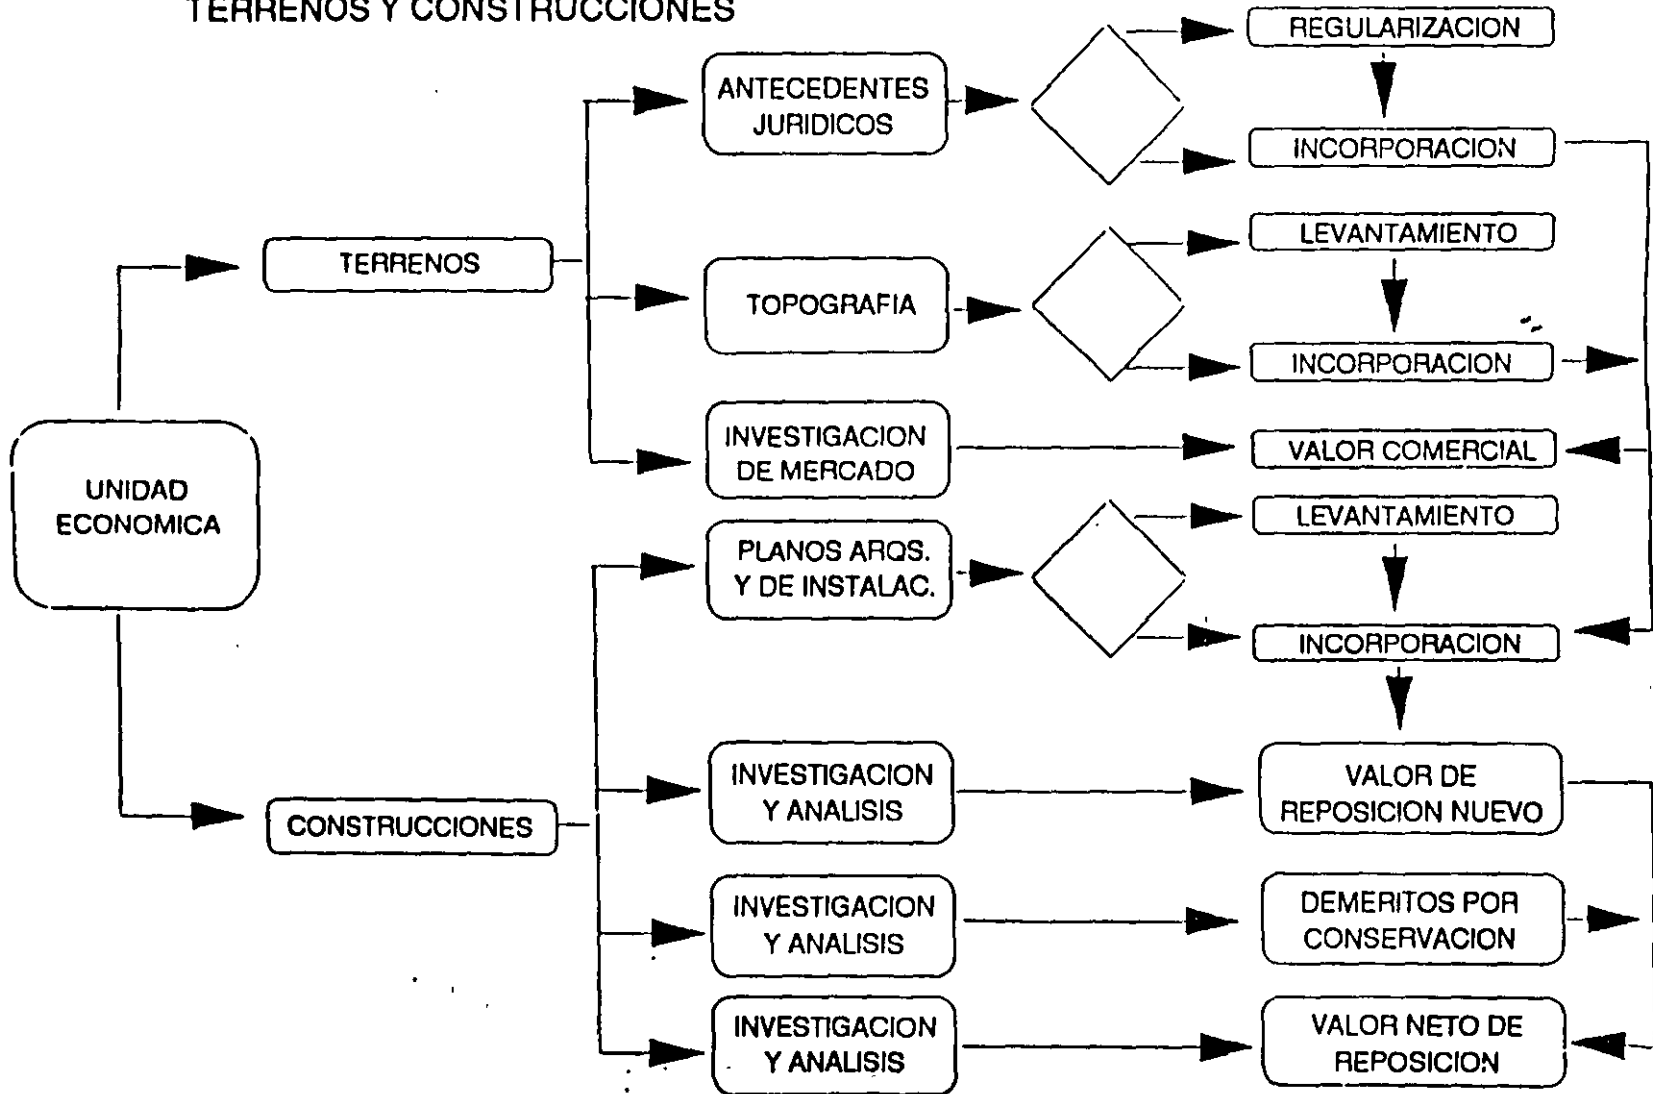 TERRENOS Y CONSTRUCCIONES
ANTECEDENTES
JURIDICOS
REGULARIZACION
INCORPORACION
TERRENOS
TOPOGRAFIA
LEVANTAMIENTO
INCORPORACION
INVESTIGACION
DE MERCADO
VALOR COMERCIAL
UNIDAD
ECONOMICA
PLANOS ARQS.
Y DE INSTALAC.
LEVANTAMIENTO
INCORPORACION
CONSTRUCCIONES
INVESTIGACION
Y ANALISIS
VALOR DE
REPOSICION NUEVO
INVESTIGACION
Y ANALISIS
DEMERITOS POR
CONSERVACION
INVESTIGACION
Y ANALISIS
VALOR NETO DE
REPOSICION